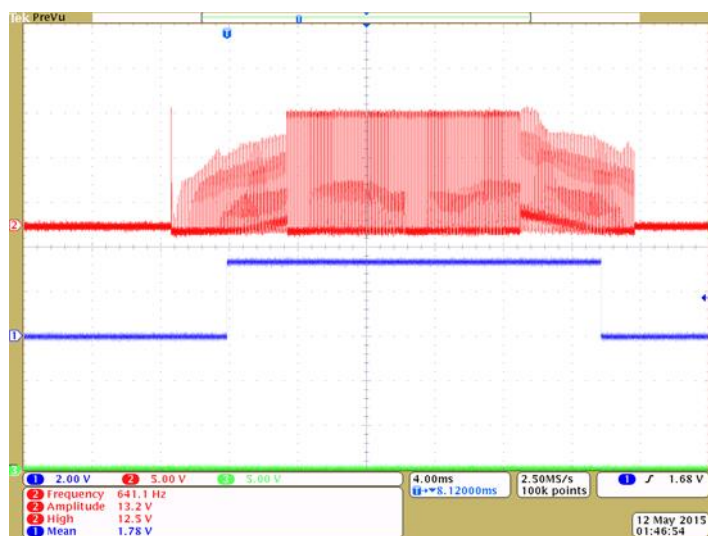 Tek PreVu
T
T
2
1
3
1 2.00 V 2 5.00 V 3 5.00 V
4.00ms
T→▼8.12000ms
2.50MS/s
100k points
1 ∫ 1.68 V
2 Frequency 641.1 Hz
2 Amplitude 13.2 V
2 High 12.5 V
1 Mean 1.78 V
12 May 2015
01:46:54